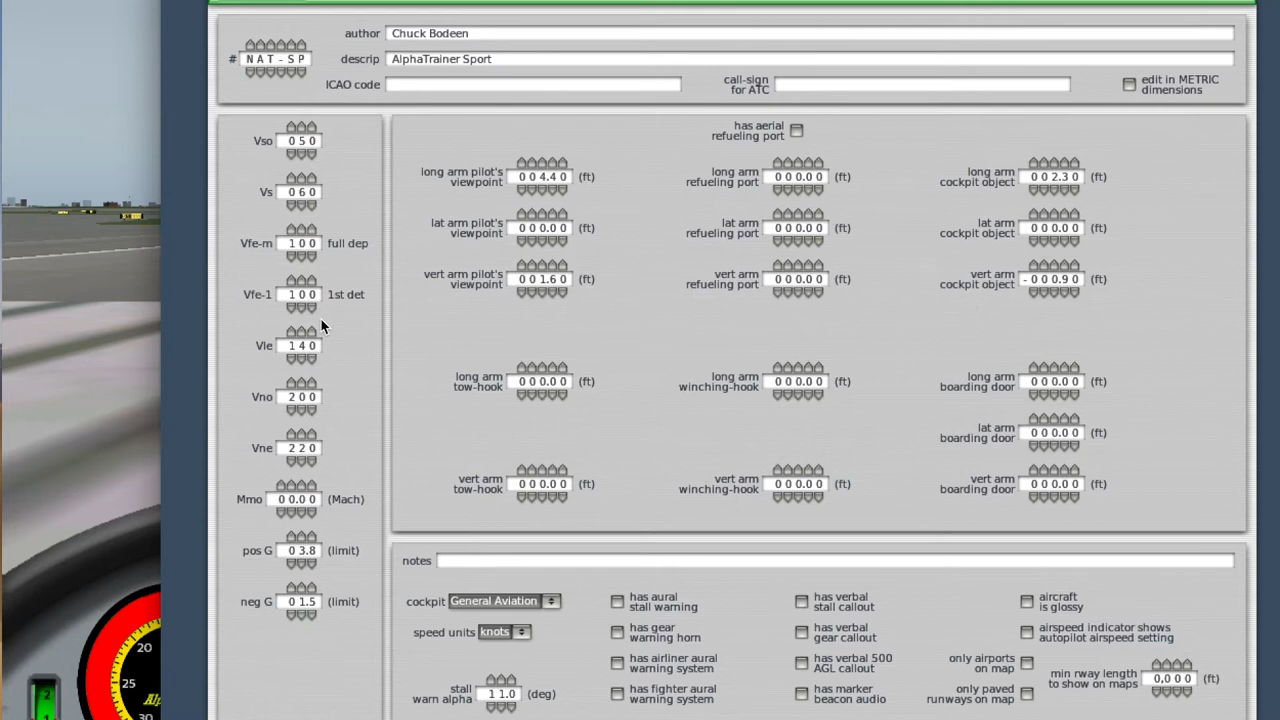 author Chuck Bodeen
# NAT-SP descrip AlphaTrainer Sport
ICAO code call-sign for ATC edit in METRIC dimensions
Vso 050
Vs 060
Vfe-m 100 full dep
Vfe-1 100 1st det
Vle 140
Vno 200
Vne 220
Mmo 00.00 (Mach)
pos G 03.8 (limit)
neg G 01.5 (limit)
has aerial refueling port
long arm pilot's viewpoint 004.40 (ft) long arm refueling port 000.00 (ft) long arm cockpit object 002.30 (ft)
lat arm pilot's viewpoint 000.00 (ft) lat arm refueling port 000.00 (ft) lat arm cockpit object 000.00 (ft)
vert arm pilot's viewpoint 001.60 (ft) vert arm refueling port 000.00 (ft) vert arm cockpit object -000.90 (ft)
long arm tow-hook 000.00 (ft) long arm winching-hook 000.00 (ft) long arm boarding door 000.00 (ft)
lat arm boarding door 000.00 (ft)
vert arm tow-hook 000.00 (ft) vert arm winching-hook 000.00 (ft) vert arm boarding door 000.00 (ft)
notes
cockpit General Aviation has aural stall warning has verbal stall callout aircraft is glossy
speed units knots has gear warning horn has verbal gear callout airspeed indicator shows autopilot airspeed setting
has airliner aural warning system has verbal 500 AGL callout only airports on map min rway length to show on maps 0,000 (ft)
stall warn alpha 11.0 (deg) has fighter aural warning system has marker beacon audio only paved runways on map
20
25
30
2